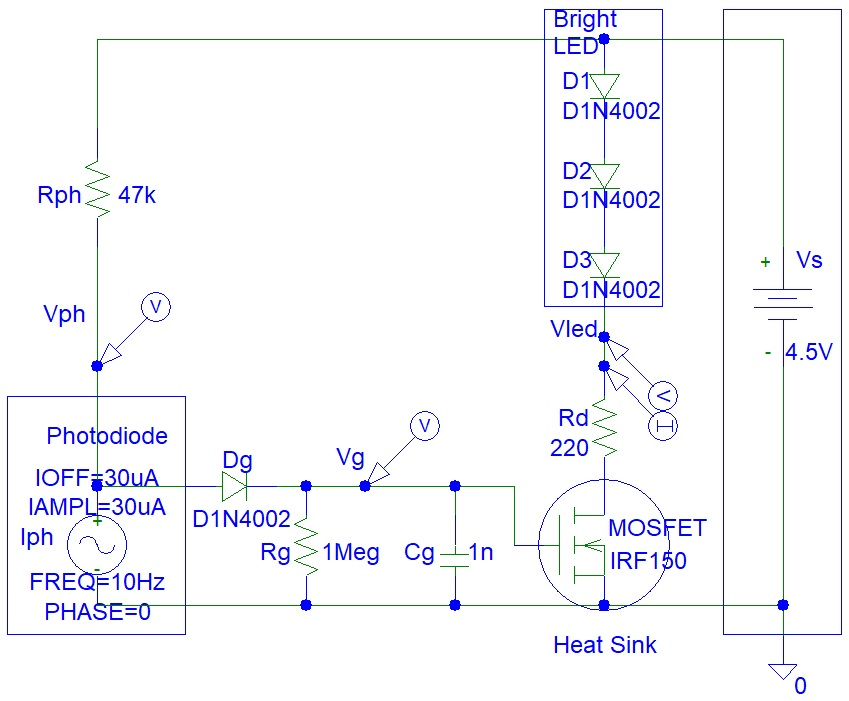 Bright
LED
D1
D1N4002
D2
D1N4002
Rph 47k
D3
D1N4002
+ Vs
Vph V
Vled
- 4.5V
V
I
V
Rd
220
Photodiode
Vg
Dg
IOFF=30uA
IAMPL=30uA
D1N4002
+
Iph
MOSFET
Rg 1Meg Cg 1n
IRF150
-
FREQ=10Hz
PHASE=0
Heat Sink
0